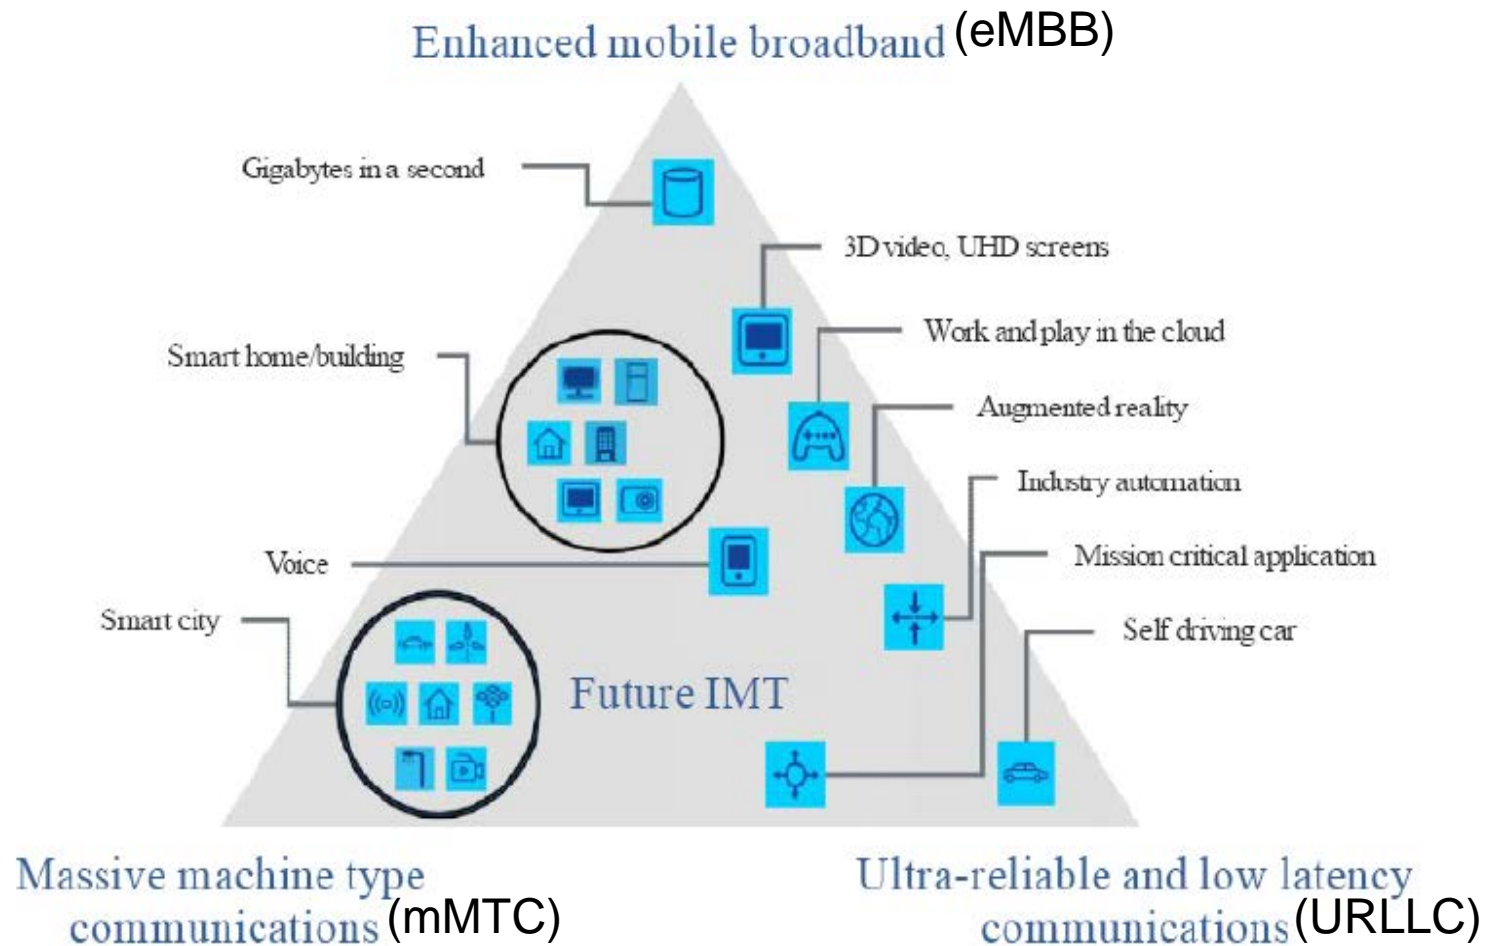 Enhanced mobile broadband (eMBB)
Gigabytes in a second
3D video, UHD screens
Work and play in the cloud
Smart home/building
Augmented reality
Industry automation
Mission critical application
Voice
Smart city
Self driving car
Future IMT
Massive machine type
communications (mMTC)
Ultra-reliable and low latency
communications (URLLC)